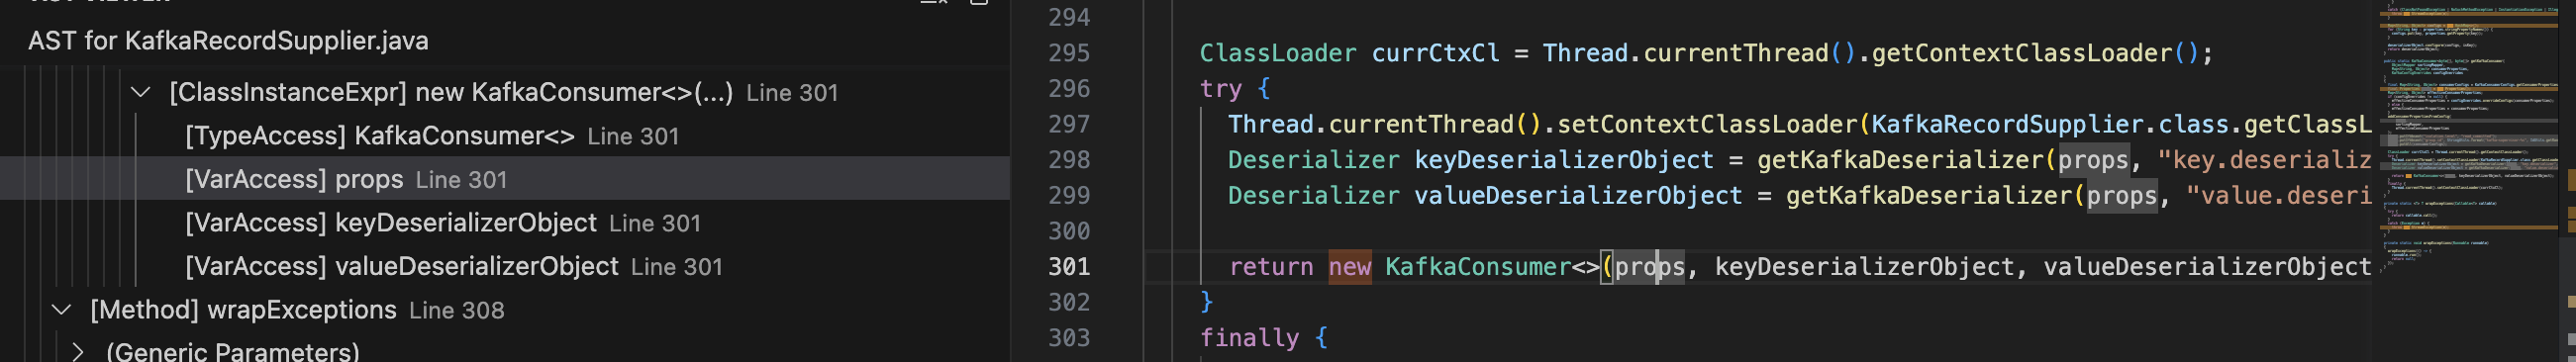 AST for KafkaRecordSupplier.java
[ClassInstanceExpr] new KafkaConsumer<>(...) Line 301
[TypeAccess] KafkaConsumer<> Line 301
[VarAccess] props Line 301
[VarAccess] keyDeserializerObject Line 301
[VarAccess] valueDeserializerObject Line 301
[Method] wrapExceptions Line 308
(Generic Parameters)
294
295 ClassLoader currCtxCl = Thread.currentThread().getContextClassLoader();
296 try {
297 Thread.currentThread().setContextClassLoader(KafkaRecordSupplier.class.getClassL
298 Deserializer keyDeserializerObject = getKafkaDeserializer(props, "key.deserializ
299 Deserializer valueDeserializerObject = getKafkaDeserializer(props, "value.deseri
300
301 return new KafkaConsumer<>(props, keyDeserializerObject, valueDeserializerObject
302 }
303 finally {